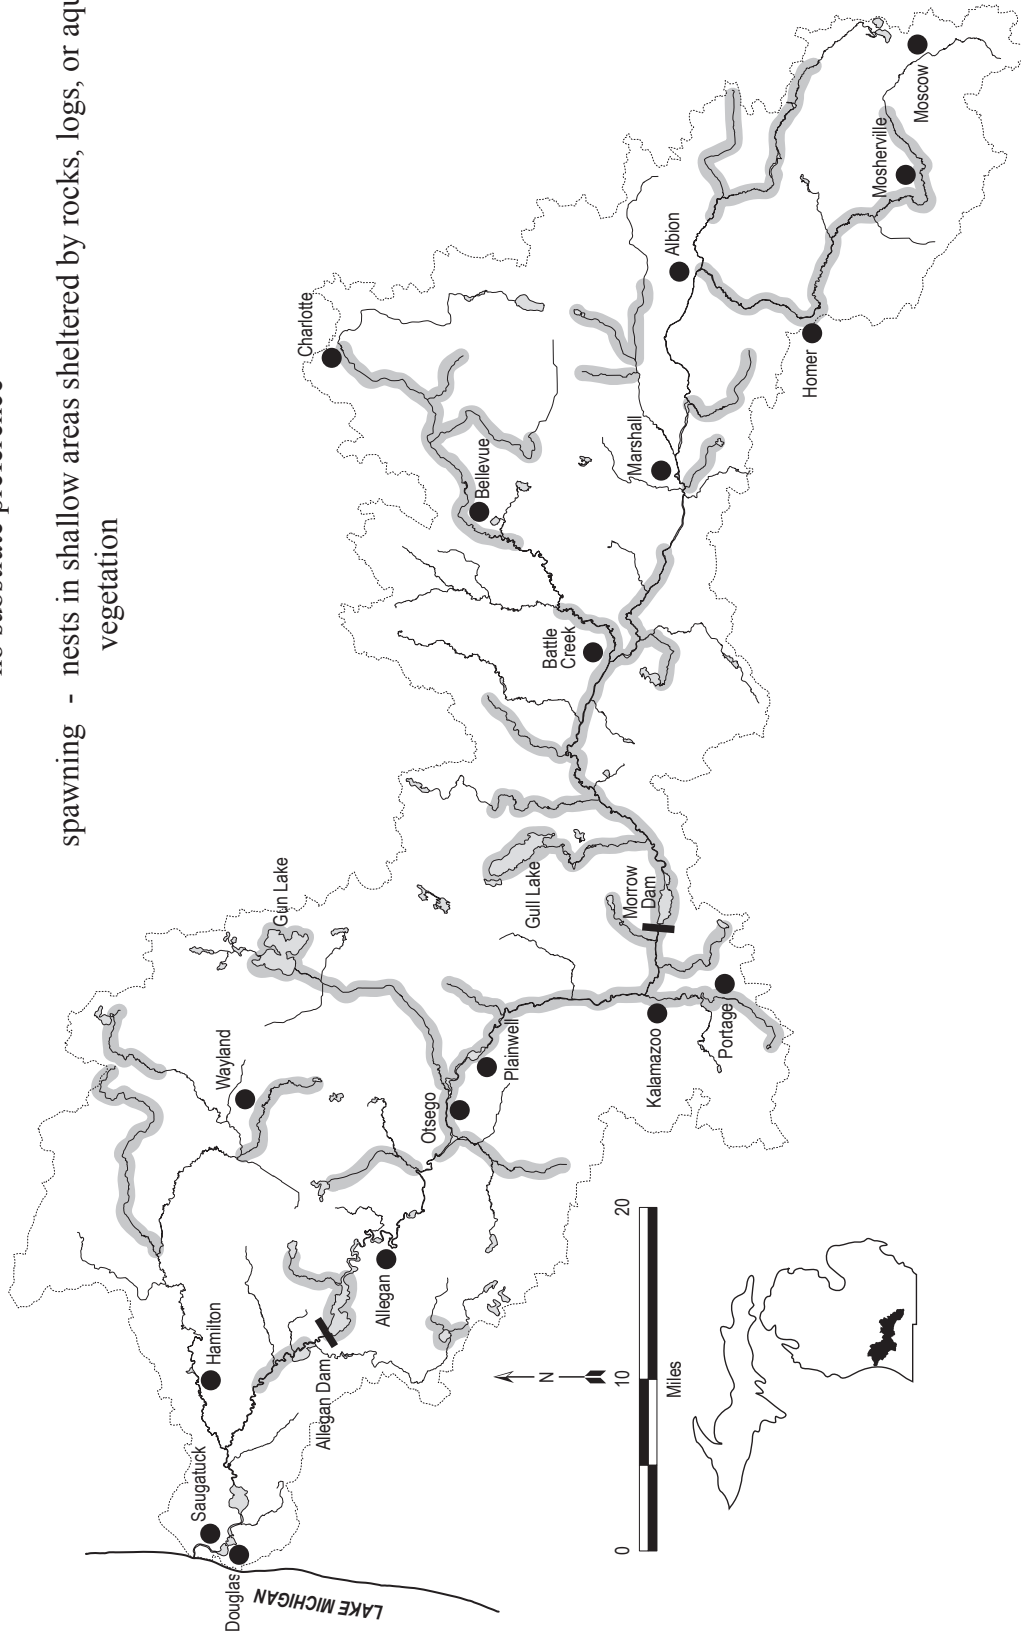 no substrate preference
spawning - nests in shallow areas sheltered by rocks, logs, or aqu
vegetation
Charlotte
Bellevue
Battle
Creek
Marshall
Albion
Homer
Mosherville
Moscow
Gun Lake
Gull Lake
Morrow
Dam
Wayland
Otsego
Plainwell
Kalamazoo
Portage
Hamilton
Allegan
Allegan Dam
Saugatuck
Douglas
LAKE MICHIGAN
N
0 10 20
Miles